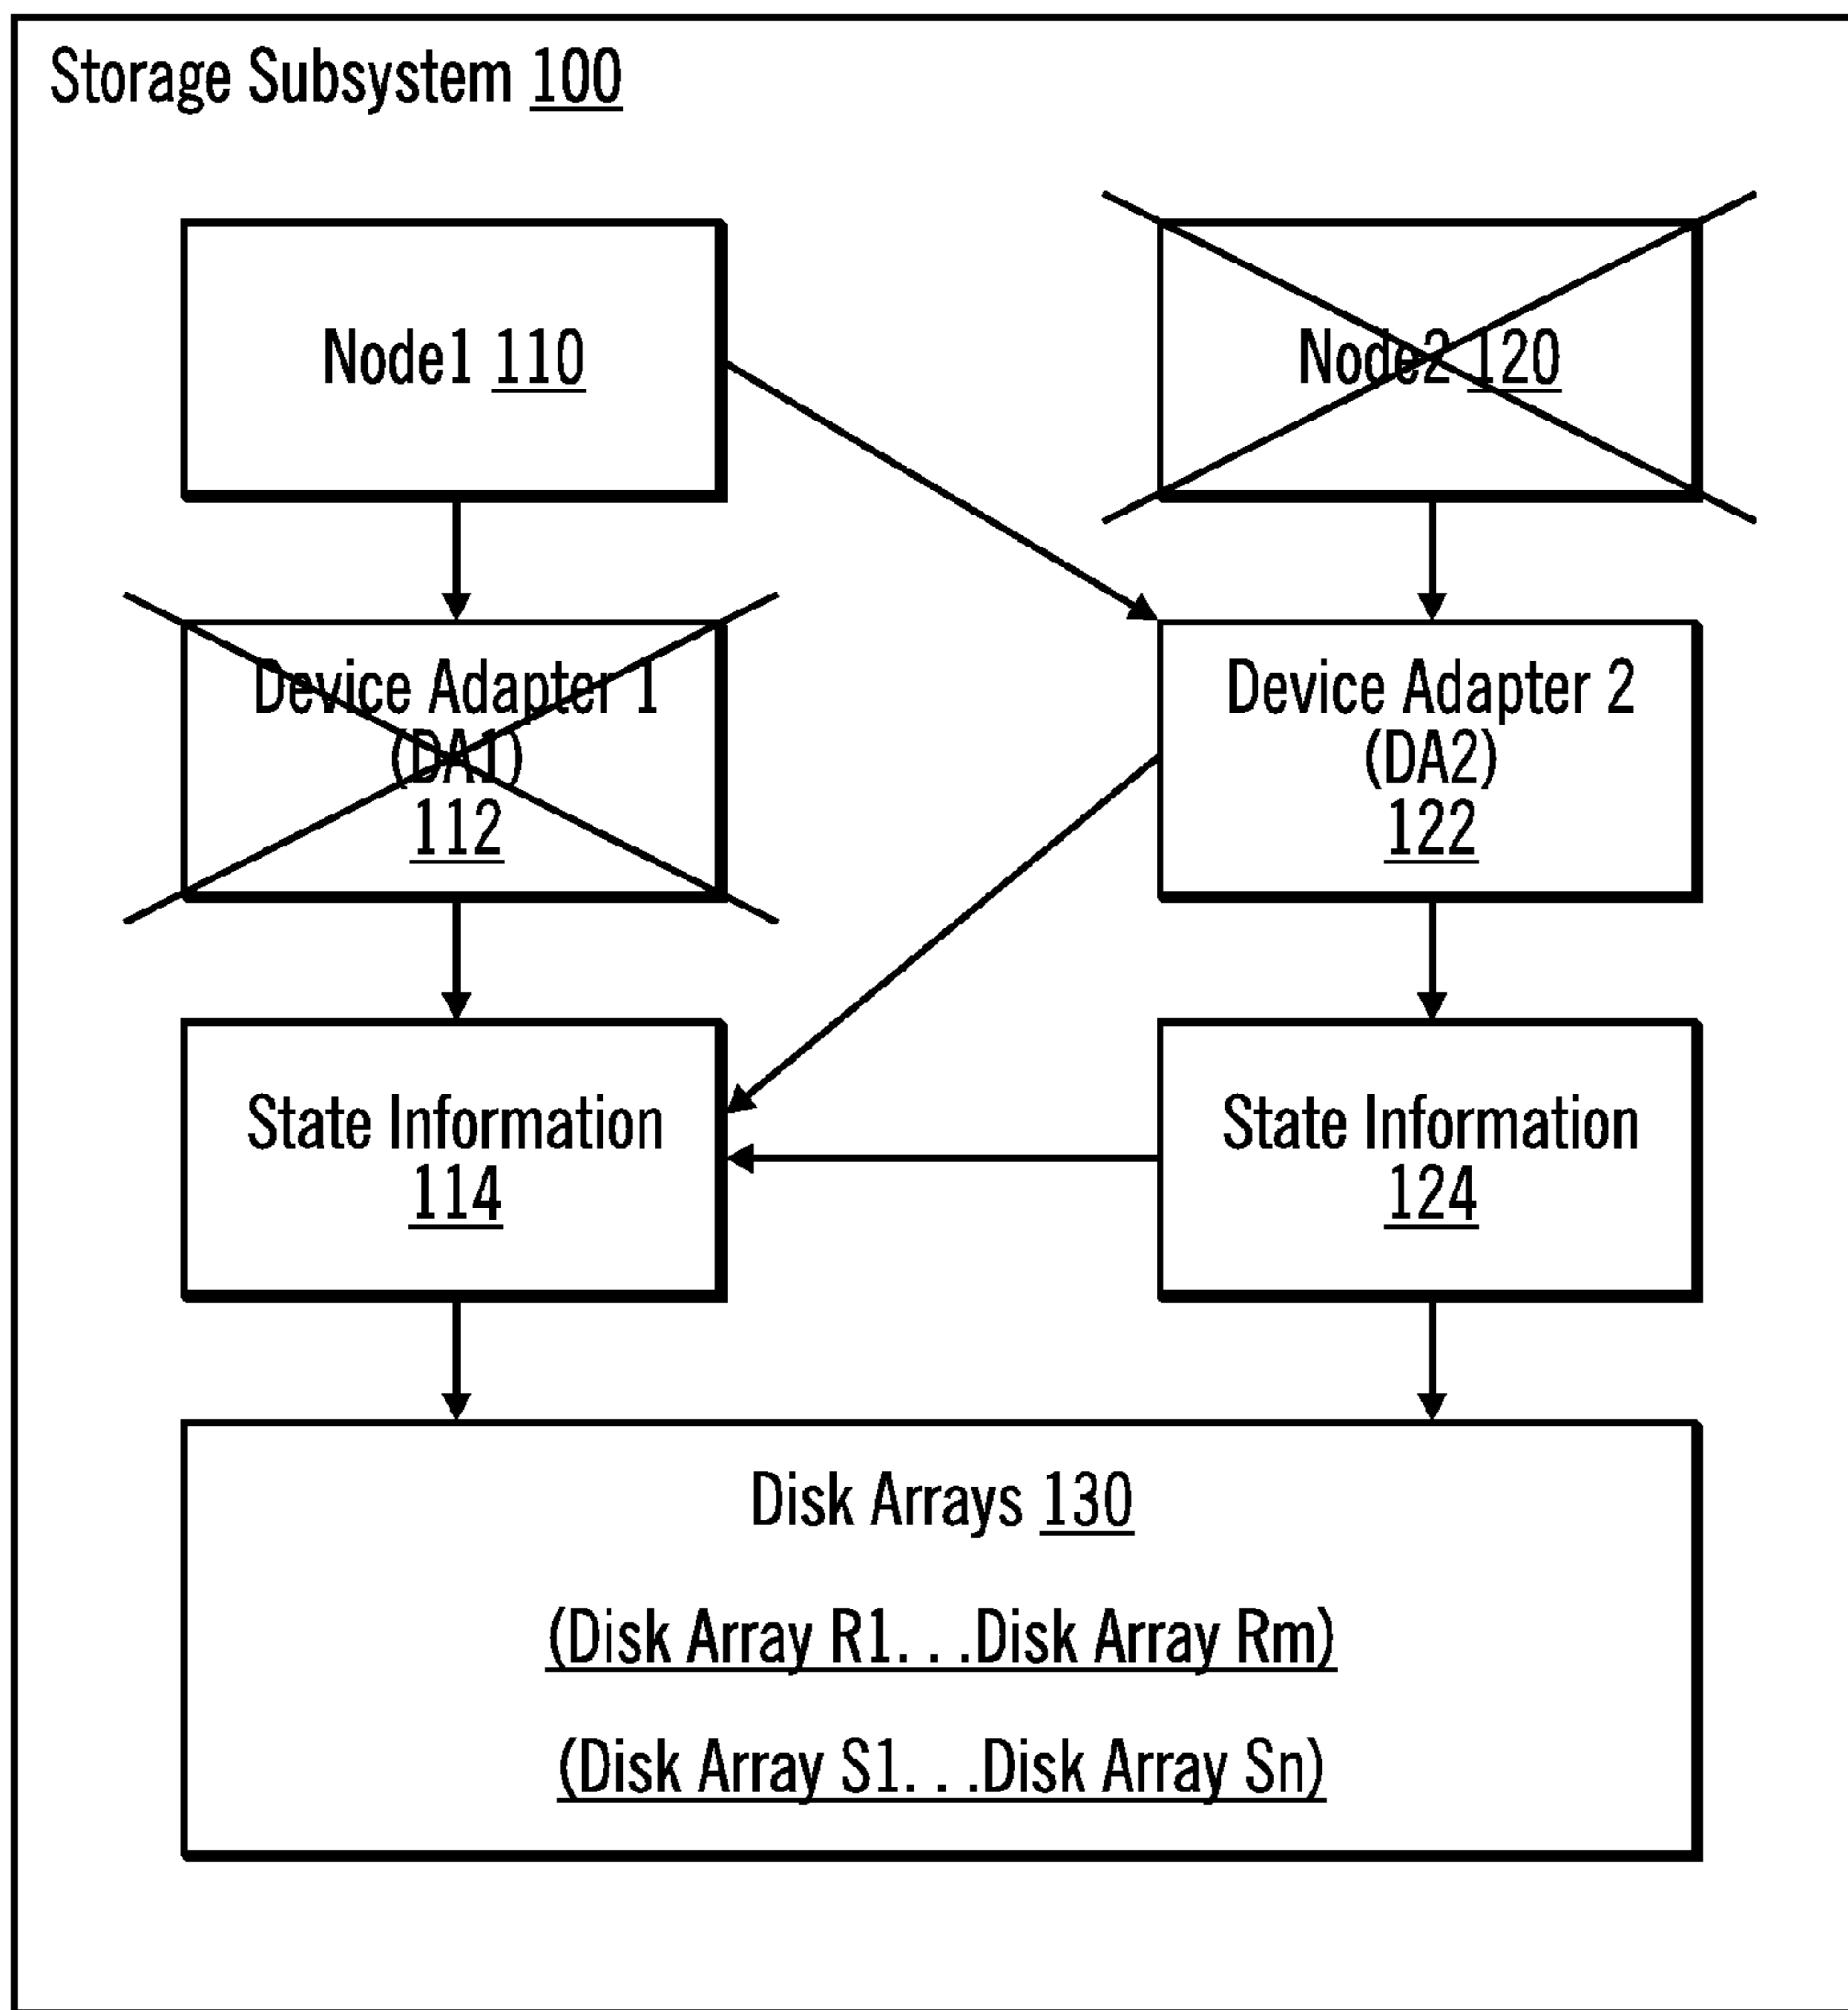 Storage Subsystem 100
Node1 110
Node2 120
Device Adapter 1
(DA1)
112
Device Adapter 2
(DA2)
122
State Information
114
State Information
124
Disk Arrays 130
(Disk Array R1. . .Disk Array Rm)
(Disk Array S1. . .Disk Array Sn)